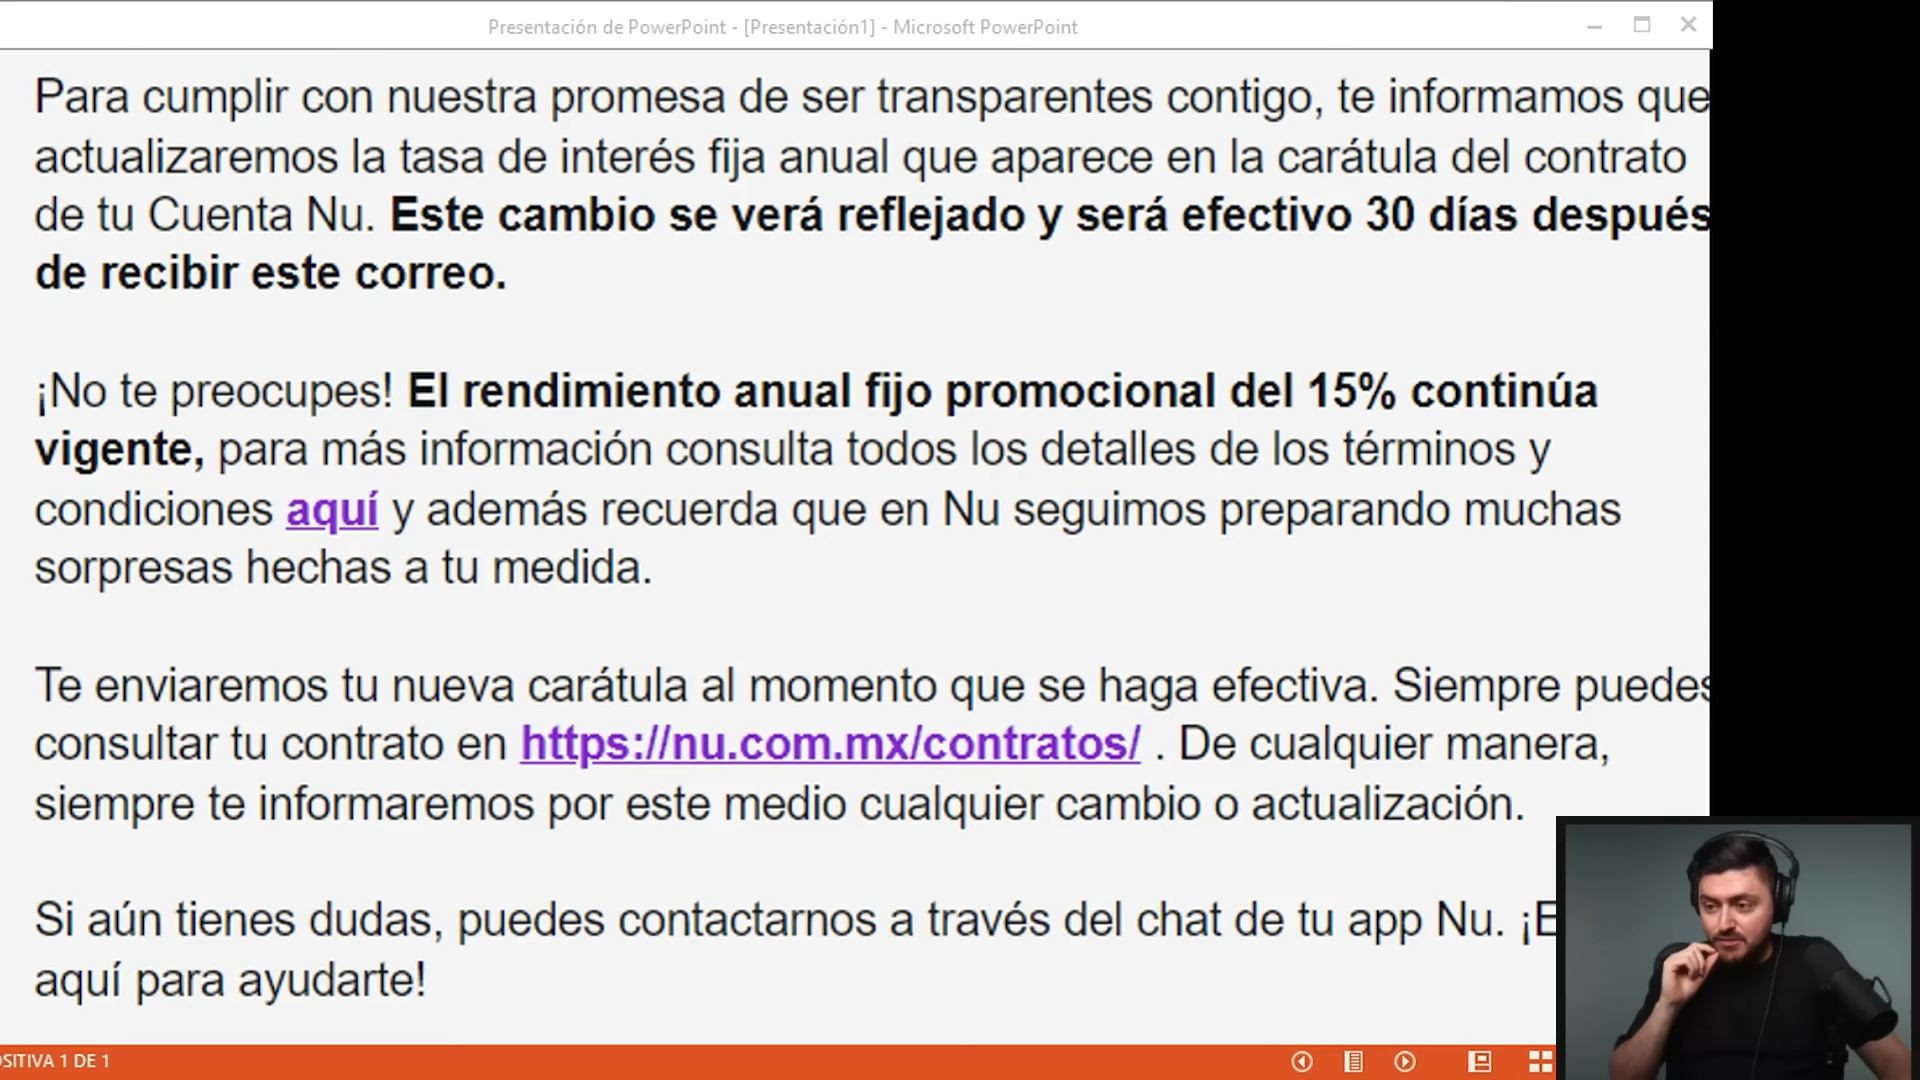 Presentación de PowerPoint - [Presentación1] - Microsoft PowerPoint
Para cumplir con nuestra promesa de ser transparentes contigo, te informamos que
actualizaremos la tasa de interés fija anual que aparece en la carátula del contrato
de tu Cuenta Nu. Este cambio se verá reflejado y será efectivo 30 días después
de recibir este correo.
¡No te preocupes! El rendimiento anual fijo promocional del 15% continúa
vigente, para más información consulta todos los detalles de los términos y
condiciones aquí y además recuerda que en Nu seguimos preparando muchas
sorpresas hechas a tu medida.
Te enviaremos tu nueva carátula al momento que se haga efectiva. Siempre puedes
consultar tu contrato en https://nu.com.mx/contratos/ . De cualquier manera,
siempre te informaremos por este medio cualquier cambio o actualización.
Si aún tienes dudas, puedes contactarnos a través del chat de tu app Nu.
aquí para ayudarte!
OSITIVA 1 DE 1